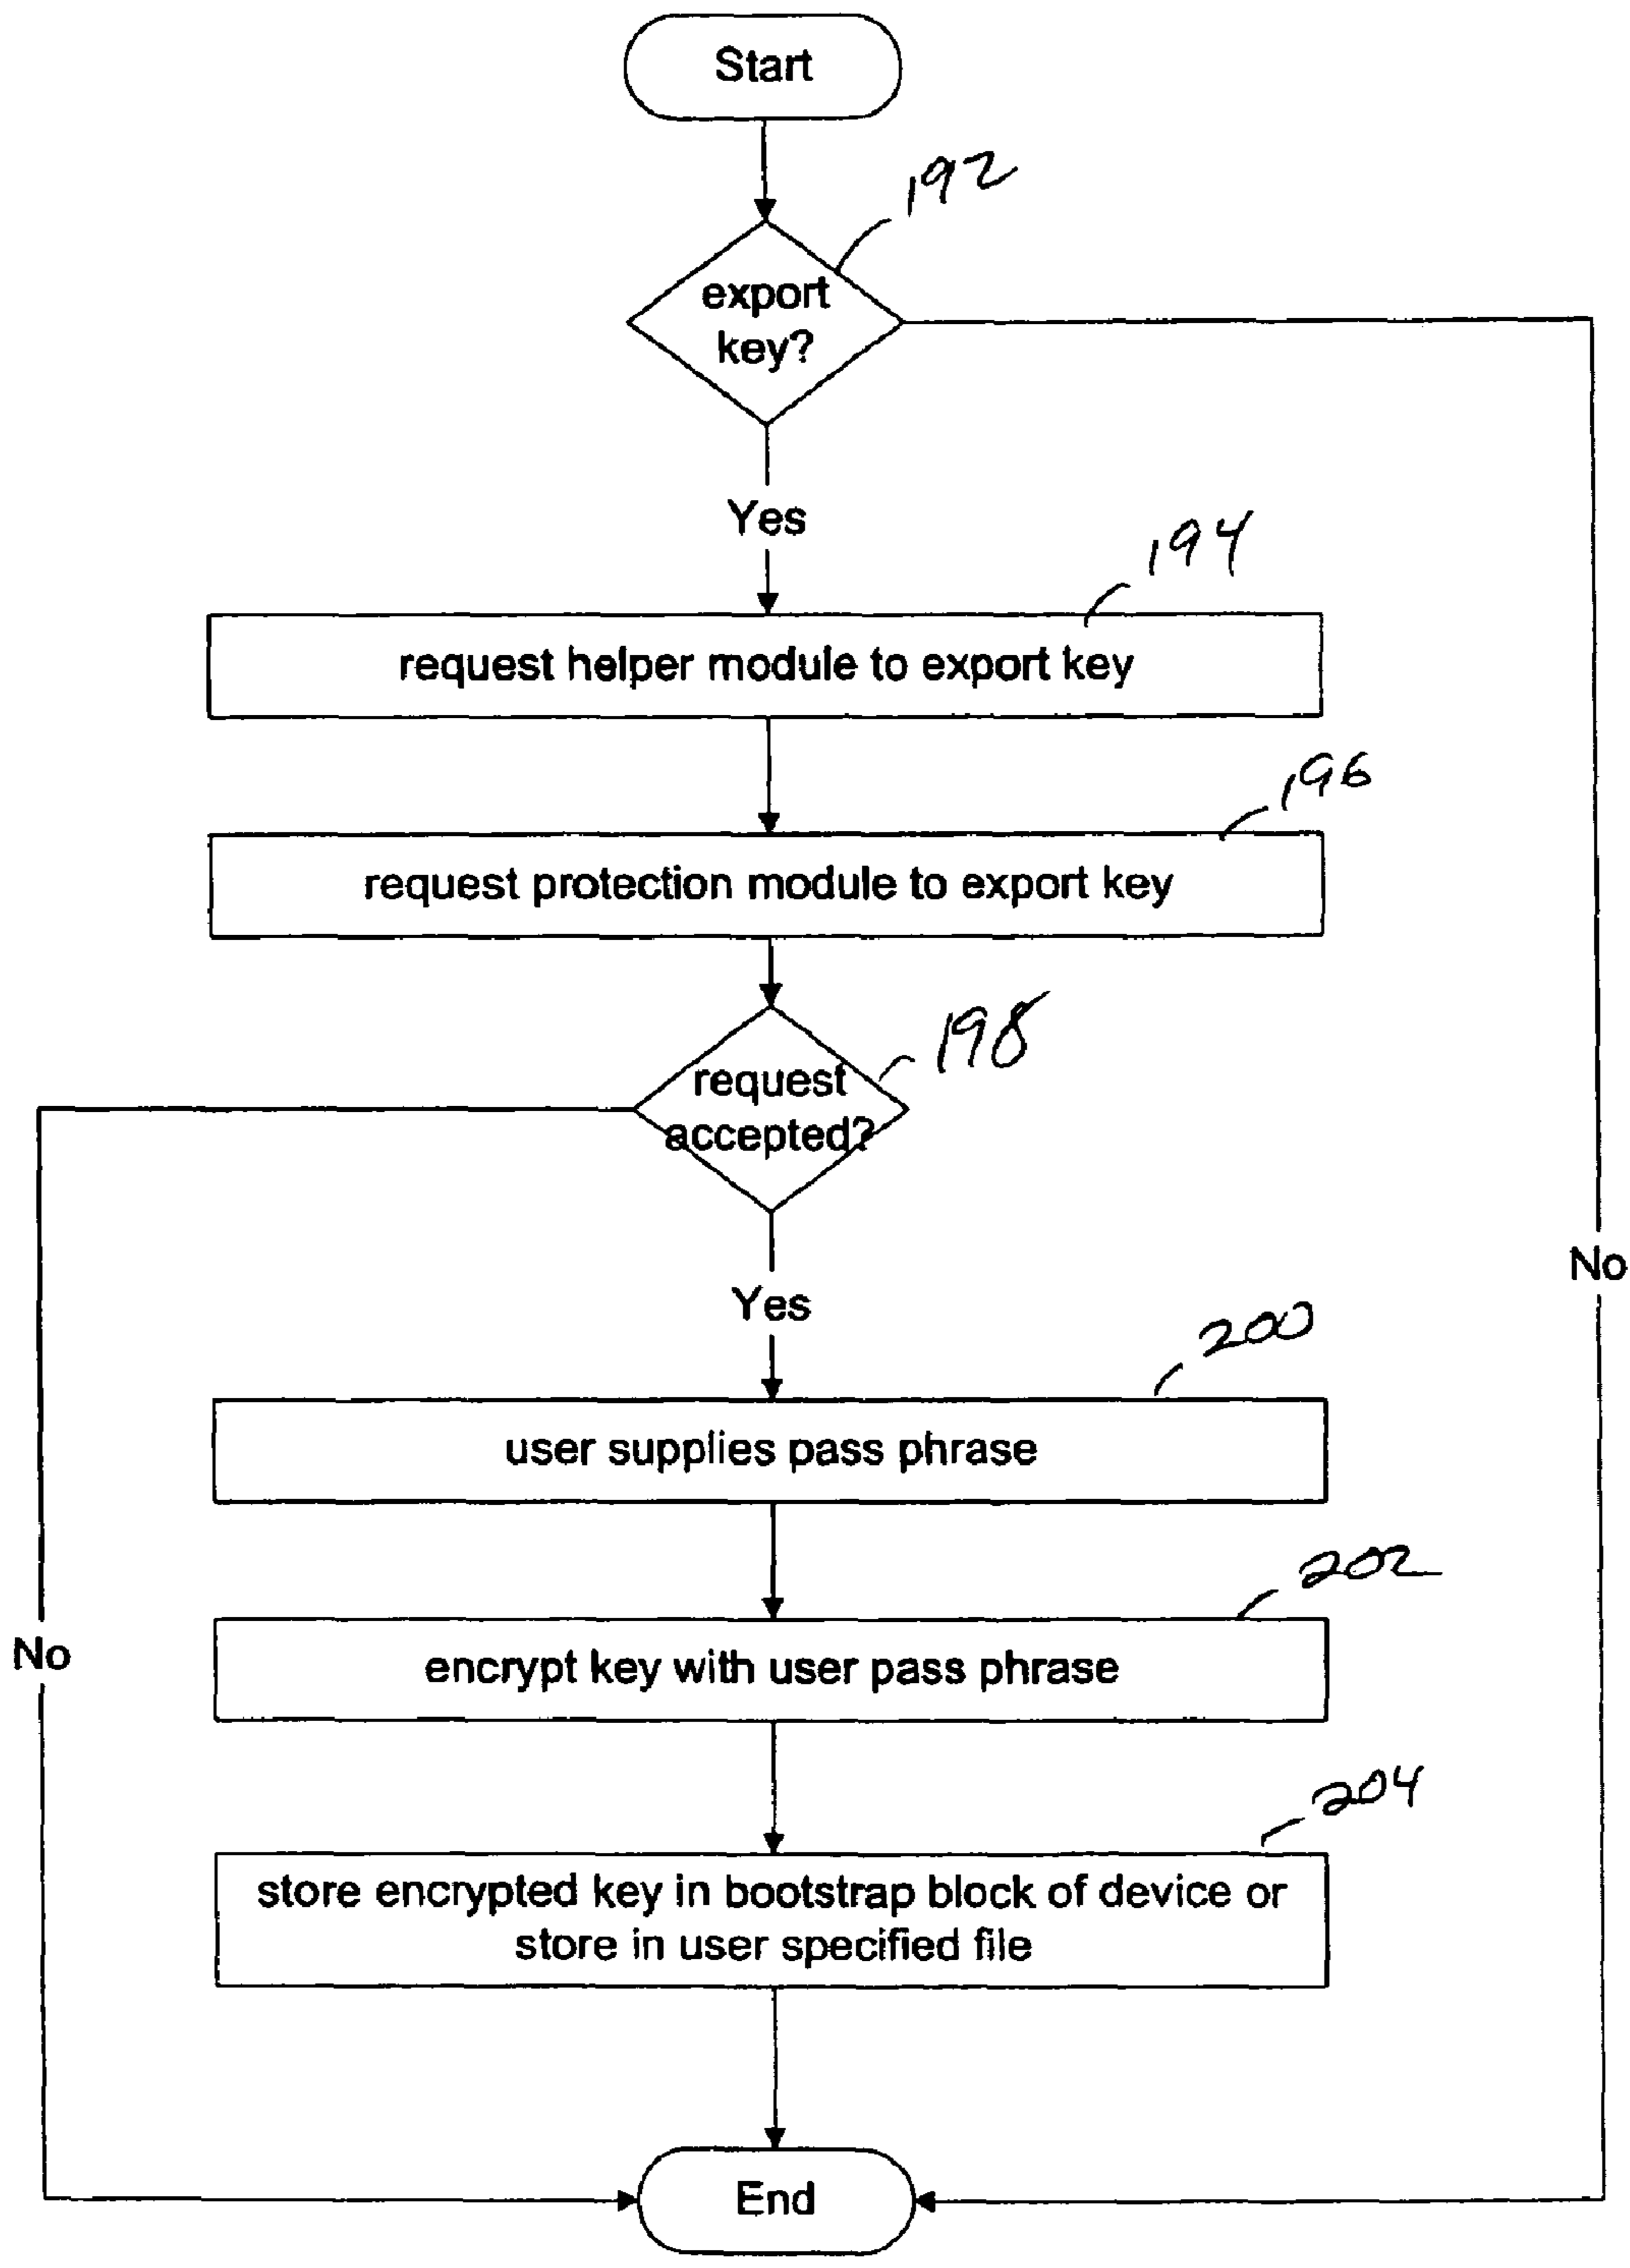 Start
192
export
key?
Yes
194
request helper module to export key
196
request protection module to export key
198
request
accepted?
No
Yes
200
user supplies pass phrase
202
encrypt key with user pass phrase
No
204
store encrypted key in bootstrap block of device or
store in user specified file
End